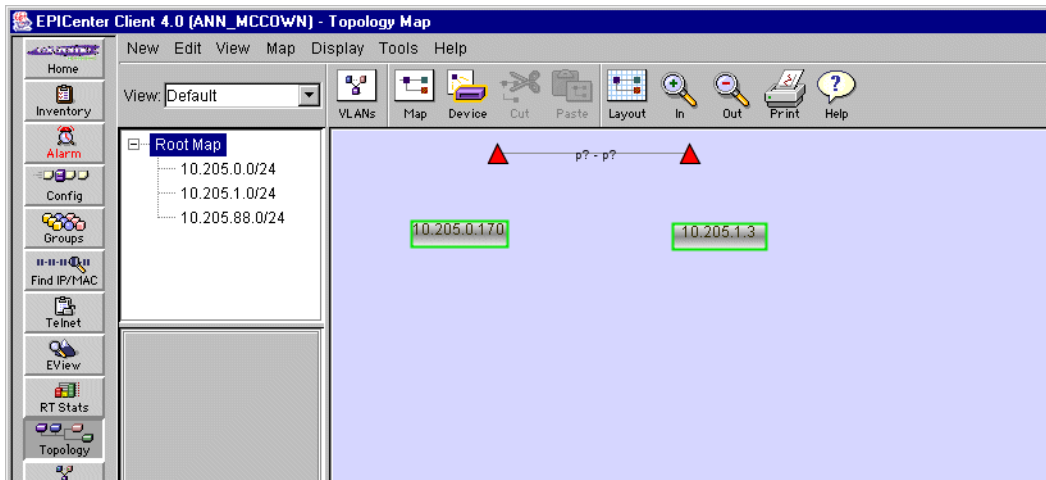 EPICenter Client 4.0 (ANN_MCCOWN) - Topology Map
New Edit View Map Display Tools Help
Home
Inventory
Alarm
Config
Groups
Find IP/MAC
Telnet
EView
RT Stats
Topology
View: Default
VLANs Map Device Cut Paste Layout In Out Print Help
Root Map
10.205.0.0/24
10.205.1.0/24
10.205.88.0/24
p? - p?
10.205.0.170
10.205.1.3